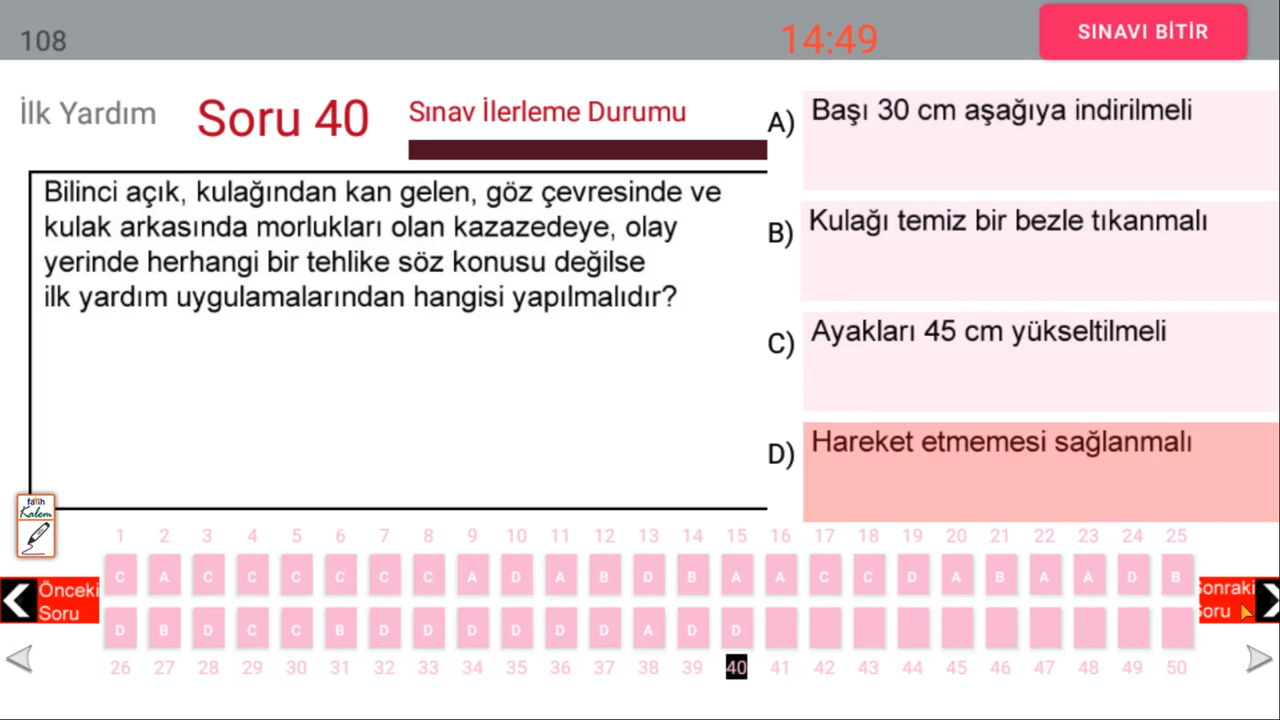 108
14:49
SINAVI BİTİR
İlk Yardım
Soru 40
Sınav İlerleme Durumu
Bilinci açık, kulağından kan gelen, göz çevresinde ve
kulak arkasında morlukları olan kazazedeye, olay
yerinde herhangi bir tehlike söz konusu değilse
ilk yardım uygulamalarından hangisi yapılmalıdır?
A) Başı 30 cm aşağıya indirilmeli
B) Kulağı temiz bir bezle tıkanmalı
C) Ayakları 45 cm yükseltilmeli
D) Hareket etmemesi sağlanmalı
fatih
Kalem
Önceki
Soru
1 2 3 4 5 6 7 8 9 10 11 12 13 14 15 16 17 18 19 20 21 22 23 24 25
C A C C C C C C A D A B D B A A C C D A B A A D B
D B D C C B D D D D D D A D D
26 27 28 29 30 31 32 33 34 35 36 37 38 39 40 41 42 43 44 45 46 47 48 49 50
Sonraki
Soru